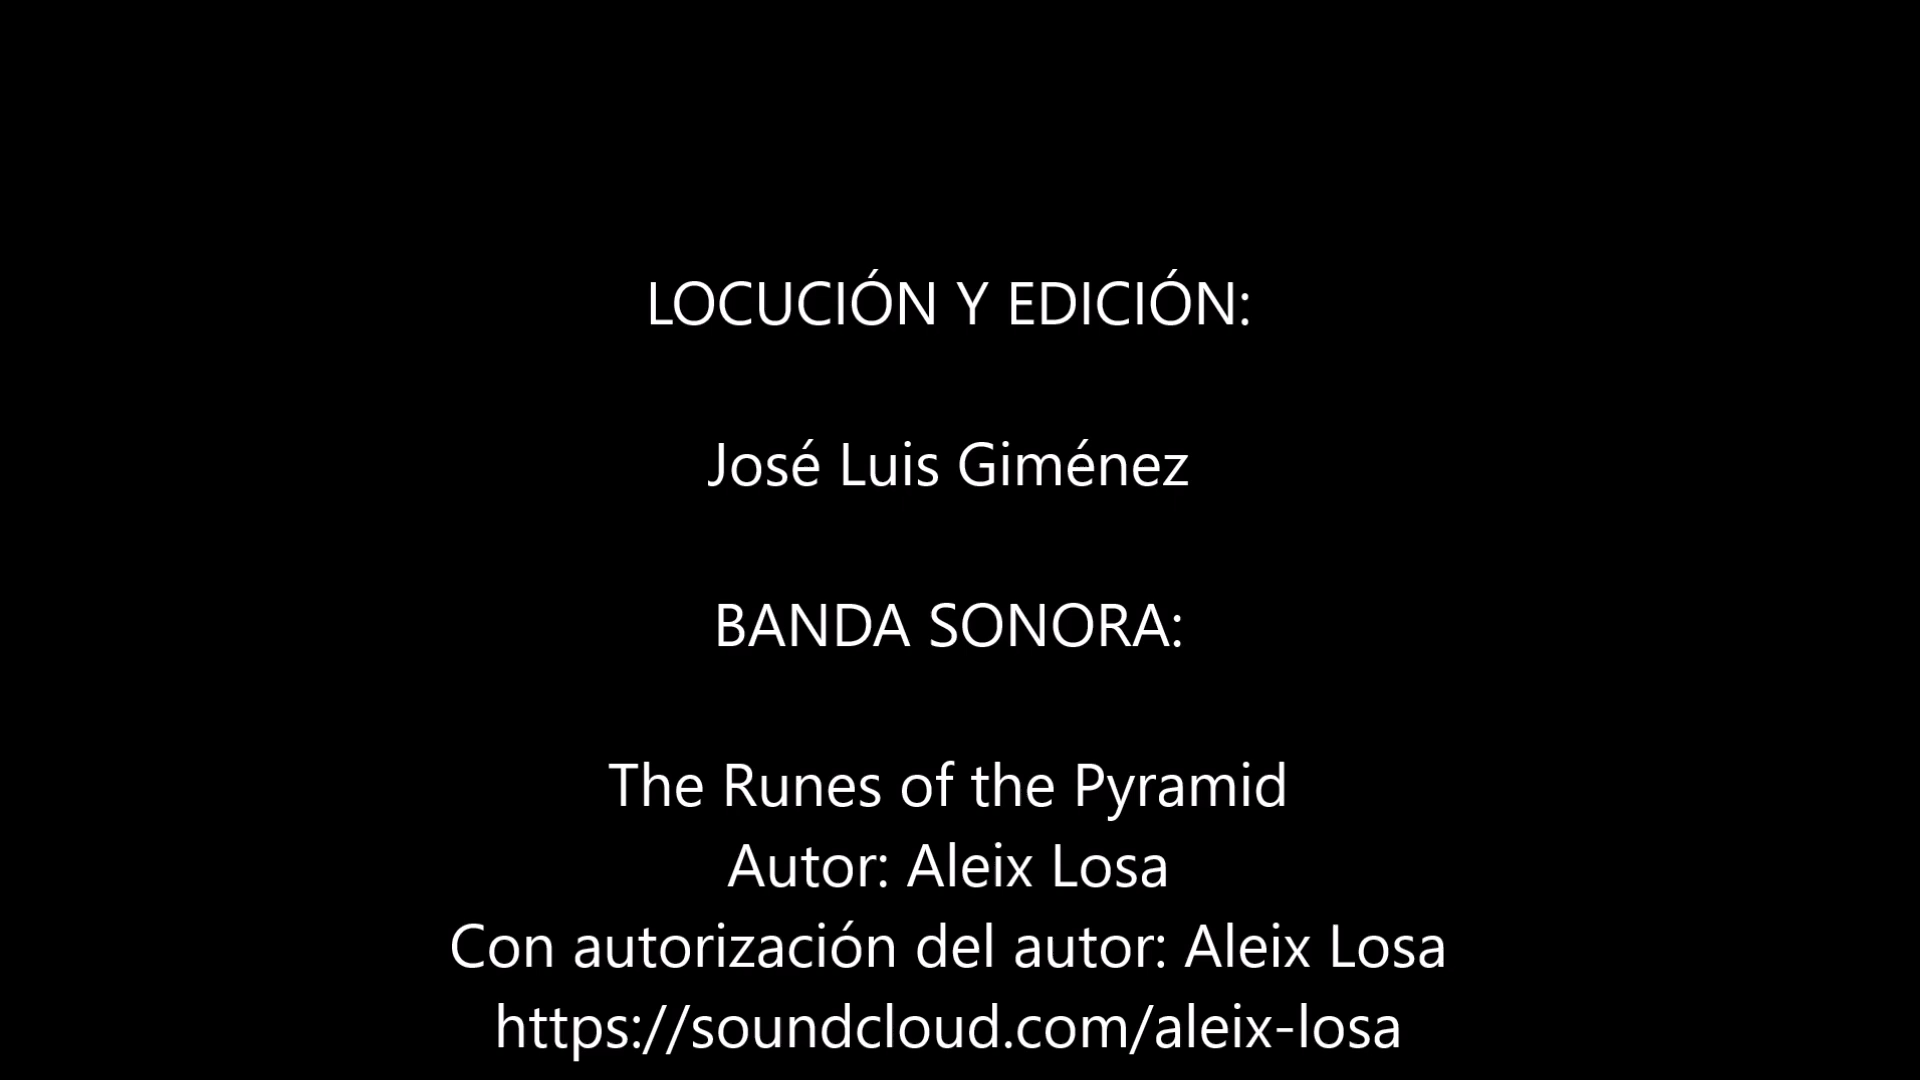 LOCUCIÓN Y EDICIÓN:
José Luis Giménez
BANDA SONORA:
The Runes of the Pyramid
Autor: Aleix Losa
Con autorización del autor: Aleix Losa
https://soundcloud.com/aleix-losa